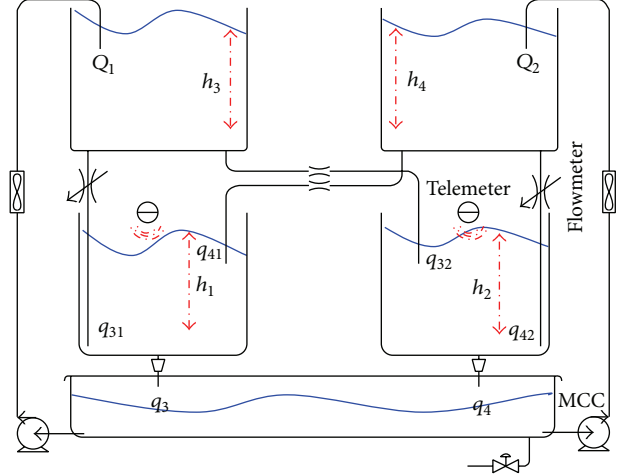 Q1
Q2
h3
h4
Telemeter
Flowmeter
q41
q32
h1
h2
q31
q42
q3
q4
MCC